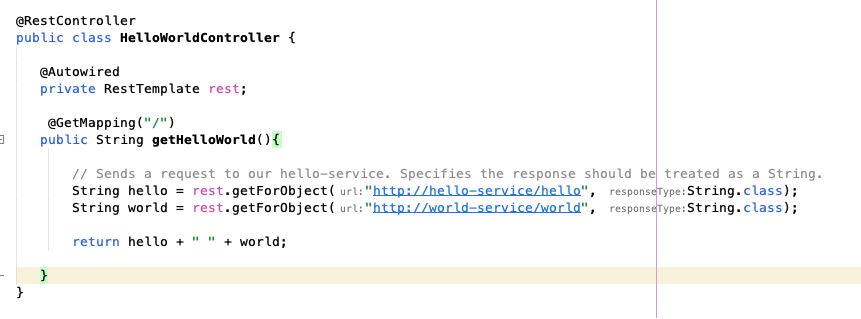 @RestController
public class HelloWorldController {
@Autowired
private RestTemplate rest;
@GetMapping("/")
public String getHelloWorld(){
// Sends a request to our hello-service. Specifies the response should be treated as a String.
String hello = rest.getForObject( url: "http://hello-service/hello", responseType: String.class);
String world = rest.getForObject( url: "http://world-service/world", responseType: String.class);
return hello + " " + world;
}
}